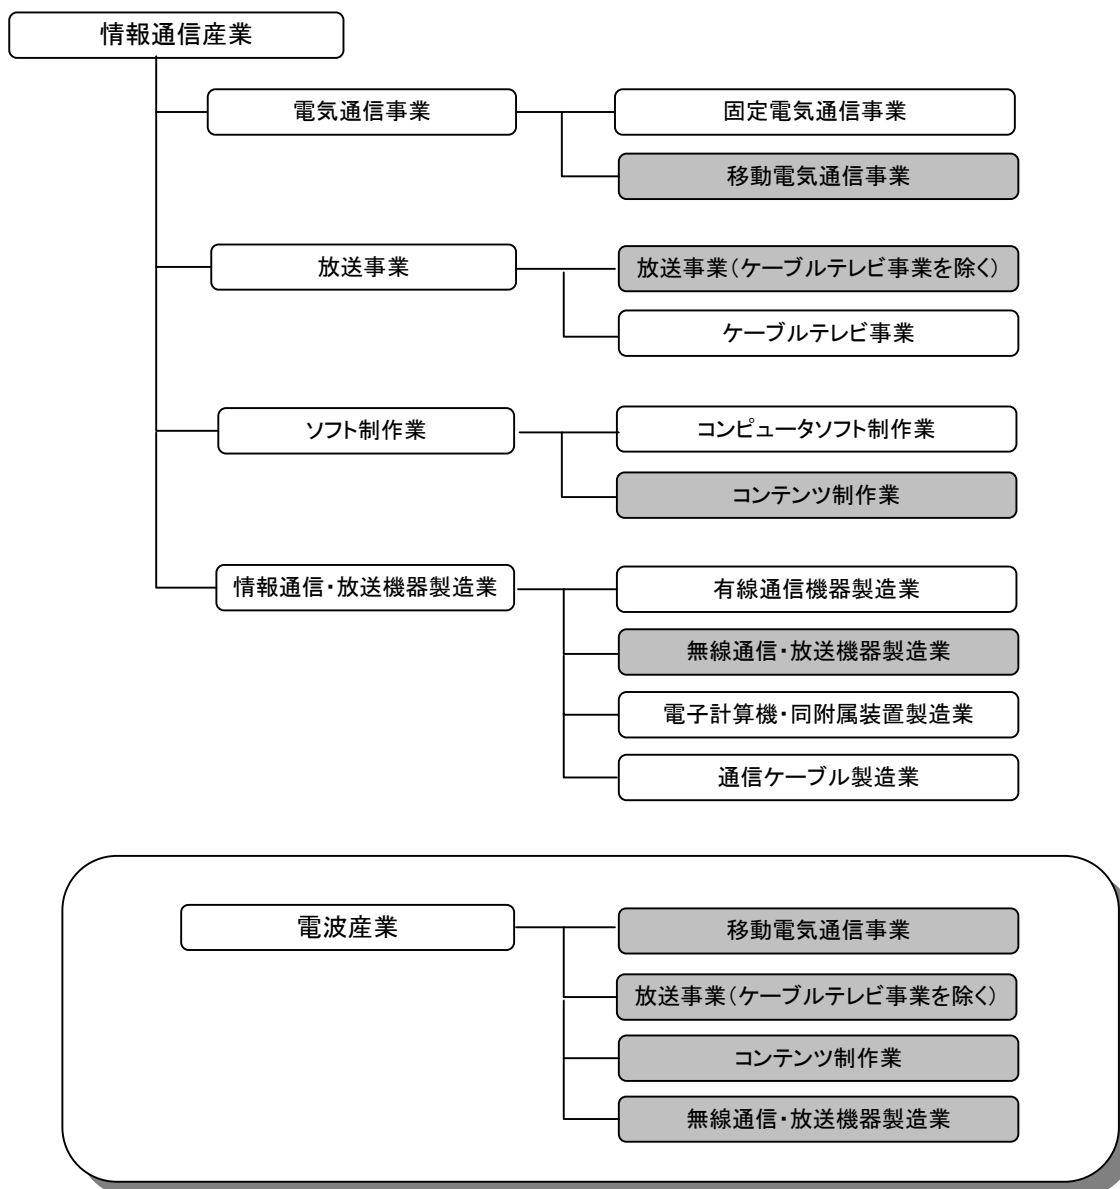 情報通信産業
電気通信事業
固定電気通信事業
移動電気通信事業
放送事業
放送事業（ケーブルテレビ事業を除く）
ケーブルテレビ事業
ソフト制作業
コンピュータソフト制作業
コンテンツ制作業
情報通信・放送機器製造業
有線通信機器製造業
無線通信・放送機器製造業
電子計算機・同附属装置製造業
通信ケーブル製造業
電波産業
移動電気通信事業
放送事業（ケーブルテレビ事業を除く）
コンテンツ制作業
無線通信・放送機器製造業